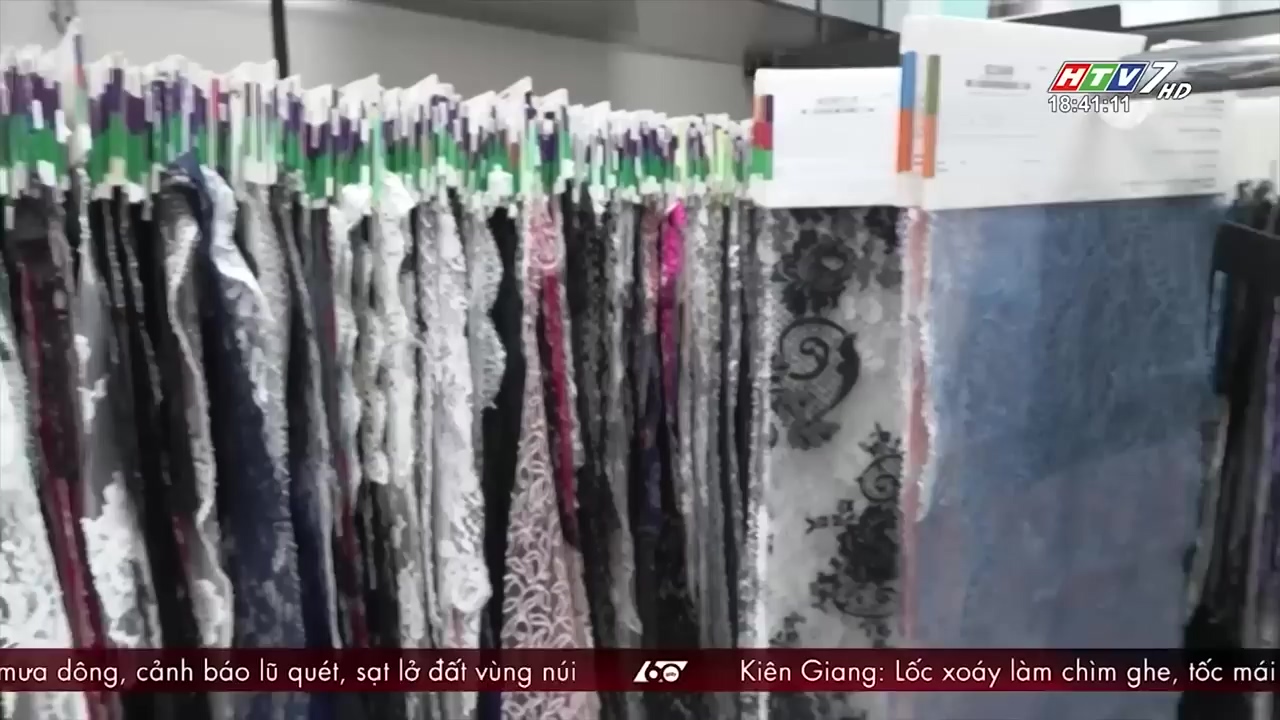 HTV7 HD
18:41:11
mưa dông, cảnh báo lũ quét, sạt lở đất vùng núi
Kiên Giang: Lốc xoáy làm chìm ghe, tốc mái